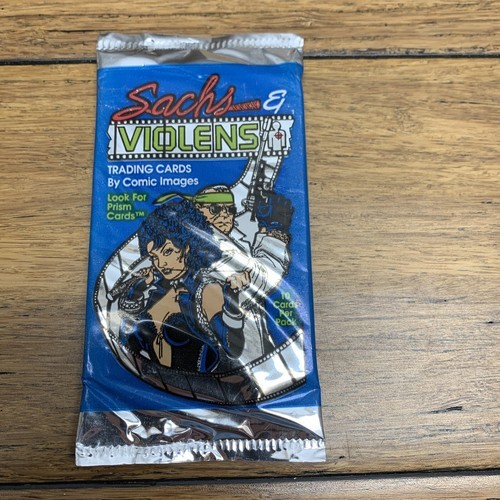 Sachs &
VIOLENS
TRADING CARDS
By Comic Images
Look For
Prism
Cards™
10
Cards
Per
Pack